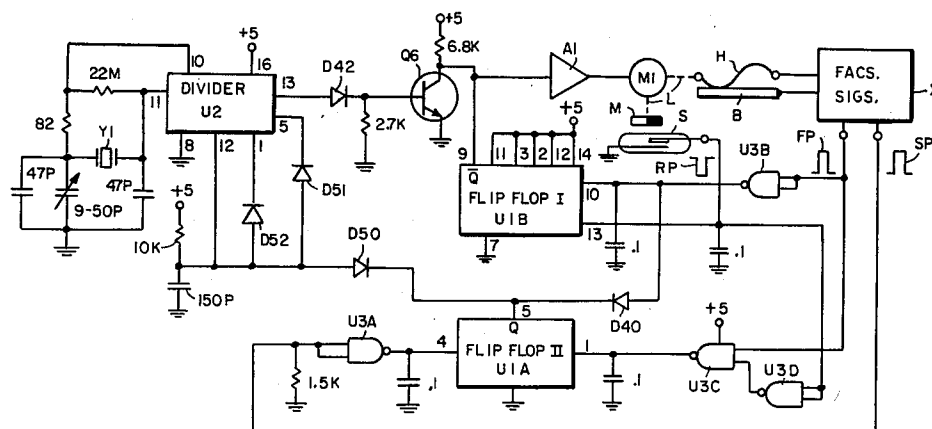 +5
+5
6.8K
Q6
A1
M1
H
L
B
FACS.
SIGS.
10
16
13
D42
22M
11
DIVIDER
U2
5
82
Y1
8
12
1
2.7K
M
S
FP
SP
+5
RP
U3B
9
11
3
2
12
14
Q
10
FLIP FLOP I
U1B
13
7
47P
9-50P
47P
+5
10K
D51
D52
D50
150P
.1
.1
D40
5
Q
+5
U3A
4
FLIP FLOP II
U1A
1
U3C
U3D
1.5K
.1
.1